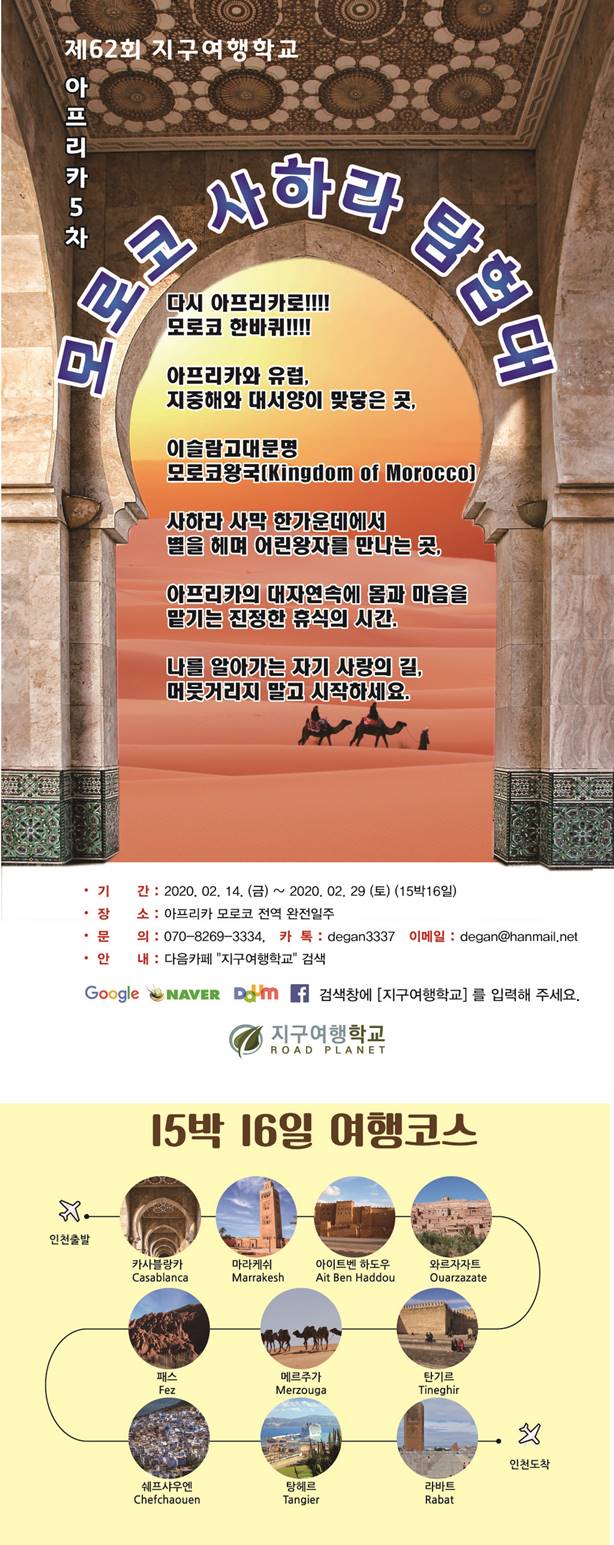 제62회 지구여행학교
아프리카5차
모로코 사하라 탐험대
다시 아프리카로!!!!
모로코 한바퀴!!!!
아프리카와 유럽,
지중해와 대서양이 맞닿은 곳,
이슬람고대문명
모로코왕국(Kingdom of Morocco)
사하라 사막 한가운데에서
별을 헤며 어린왕자를 만나는 곳,
아프리카의 대자연속에 몸과 마음을
맡기는 진정한 휴식의 시간.
나를 알아가는 자기 사랑의 길,
머뭇거리지 말고 시작하세요.
• 기 간 : 2020. 02. 14. (금) ~ 2020. 02. 29 (토) (15박16일)
• 장 소 : 아프리카 모로코 전역 완전일주
• 문 의 : 070-8269-3334, 카 톡 : degan3337 이메일 : degan@hanmail.net
• 안 내 : 다음카페 "지구여행학교" 검색
Google NAVER Daum f 검색창에 [지구여행학교] 를 입력해 주세요.
지구여행학교
ROAD PLANET
15박 16일 여행코스
인천출발
카사블랑카 마라케쉬 아이트벤 하도우 와르자자트
Casablanca Marrakesh Ait Ben Haddou Ouarzazate
패스 메르주가 탄기르
Fez Merzouga Tineghir
쉐프샤우엔 탕헤르 라바트
Chefchaouen Tangier Rabat
인천도착